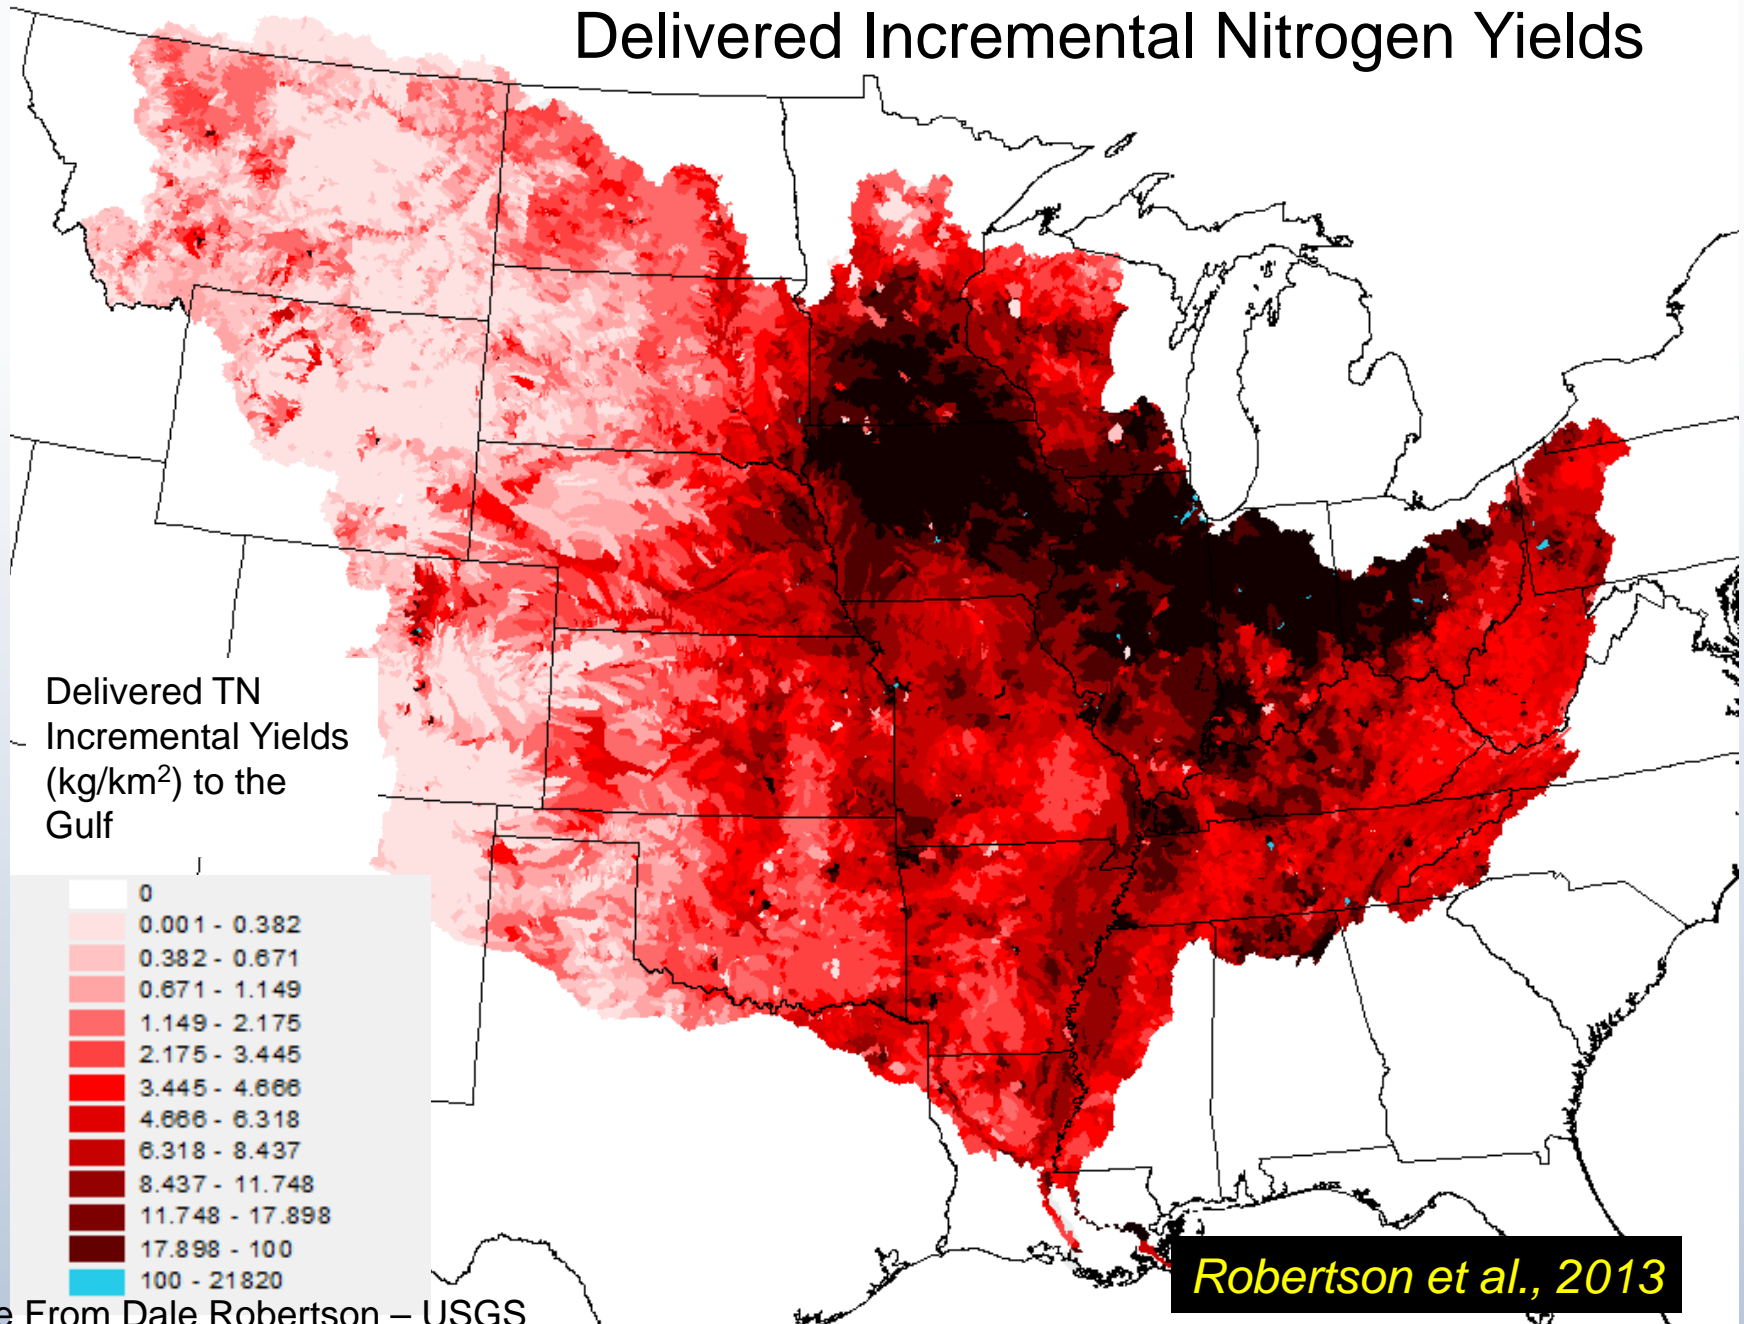 Delivered Incremental Nitrogen Yields
Delivered TN
Incremental Yields
(kg/km²) to the
Gulf
0
0.001 - 0.382
0.382 - 0.671
0.671 - 1.149
1.149 - 2.175
2.175 - 3.445
3.445 - 4.666
4.666 - 6.318
6.318 - 8.437
8.437 - 11.748
11.748 - 17.898
17.898 - 100
100 - 21820
Robertson et al., 2013
e From Dale Robertson – USGS